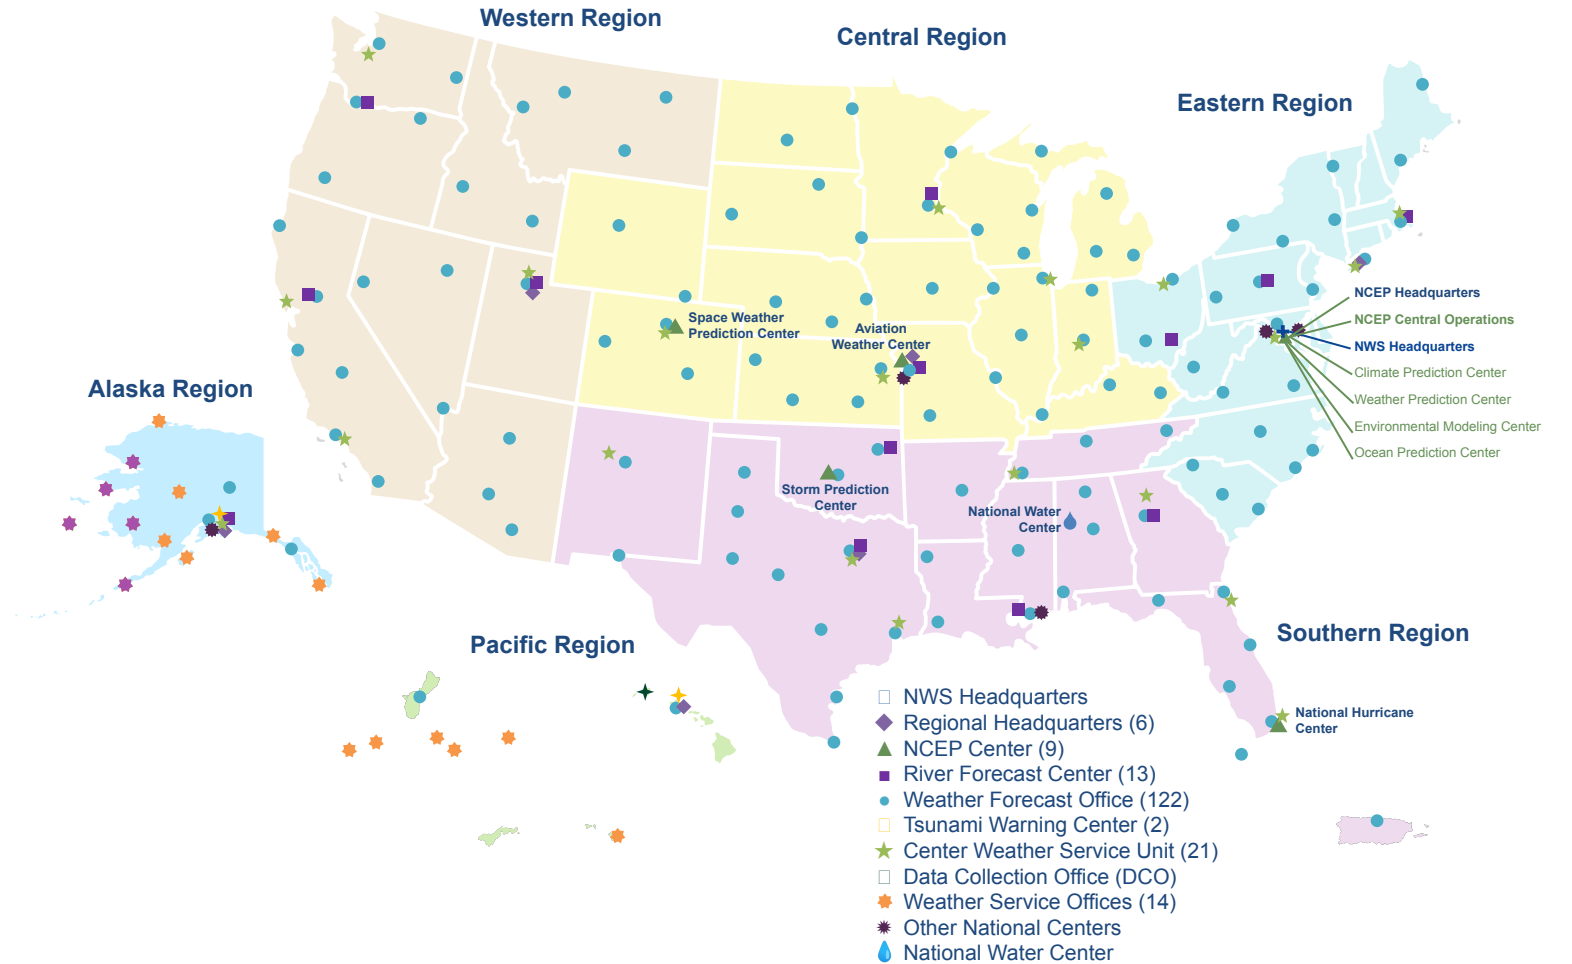 Western Region
Central Region
Eastern Region
NCEP Headquarters
NCEP Central Operations
NWS Headquarters
Climate Prediction Center
Weather Prediction Center
Environmental Modeling Center
Ocean Prediction Center
Space Weather
Prediction Center
Aviation
Weather Center
Alaska Region
Storm Prediction
Center
National Water
Center
Pacific Region
Southern Region
National Hurricane
Center
NWS Headquarters
Regional Headquarters (6)
NCEP Center (9)
River Forecast Center (13)
Weather Forecast Office (122)
Tsunami Warning Center (2)
Center Weather Service Unit (21)
Data Collection Office (DCO)
Weather Service Offices (14)
Other National Centers
National Water Center